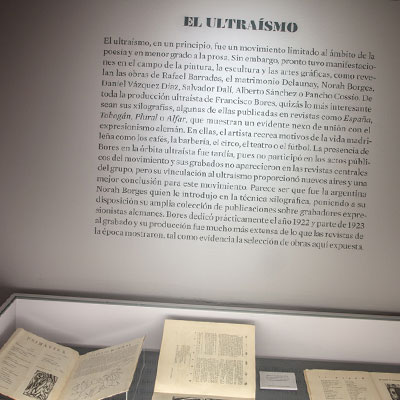 EL ULTRAÍSMO
El ultraísmo, en un principio, fue un movimiento limitado al ámbito de la
poesía y en menor grado a la prosa. Sin embargo, pronto tuvo manifestacio-
nes en el campo de la pintura, la escultura y las artes gráficas, como reve-
lan las obras de Rafael Barradas, el matrimonio Delaunay, Norah Borges,
Daniel Vázquez Díaz, Salvador Dalí, Alberto Sánchez o Pancho Cossío. De
toda la producción ultraísta de Francisco Bores, quizás lo más interesante
sean sus xilografías, algunas de ellas publicadas en revistas como España,
Tobogán, Plural o Alfar, que muestran un evidente nexo de unión con el
expresionismo alemán. En ellas, el artista recrea motivos de la vida madri-
leña como los cafés, la barbería, el circo, el teatro o el fútbol. La presencia de
Bores en la órbita ultraísta fue tardía, pues no participó en los actos públi-
cos del movimiento y sus grabados no aparecieron en las revistas centrales
del grupo, pero su vinculación al ultraísmo proporcionó nuevos aires y una
mejor conclusión para este movimiento. Parece ser que fue la argentina
Norah Borges quien le introdujo en la técnica xilográfica, poniendo a su
disposición su amplia colección de publicaciones sobre grabadores expre-
sionistas alemanes. Bores dedicó prácticamente el año 1922 y parte de 1923
al grabado y su producción fue mucho más extensa de lo que las revistas de
la época mostraron, tal como evidencia la selección de obras aquí expuesta.